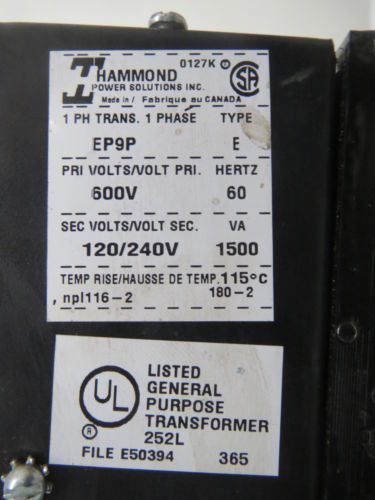 HAMMOND 0127K
POWER SOLUTIONS INC.
Made in / Fabrique au CANADA
1 PH TRANS. 1 PHASE TYPE
EP9P E
PRI VOLTS/VOLT PRI. HERTZ
600V 60
SEC VOLTS/VOLT SEC. VA
120/240V 1500
TEMP RISE/HAUSSE DE TEMP. 115°C
npl116-2 180-2
UL
R
LISTED
GENERAL
PURPOSE
TRANSFORMER
252L
FILE E50394 365